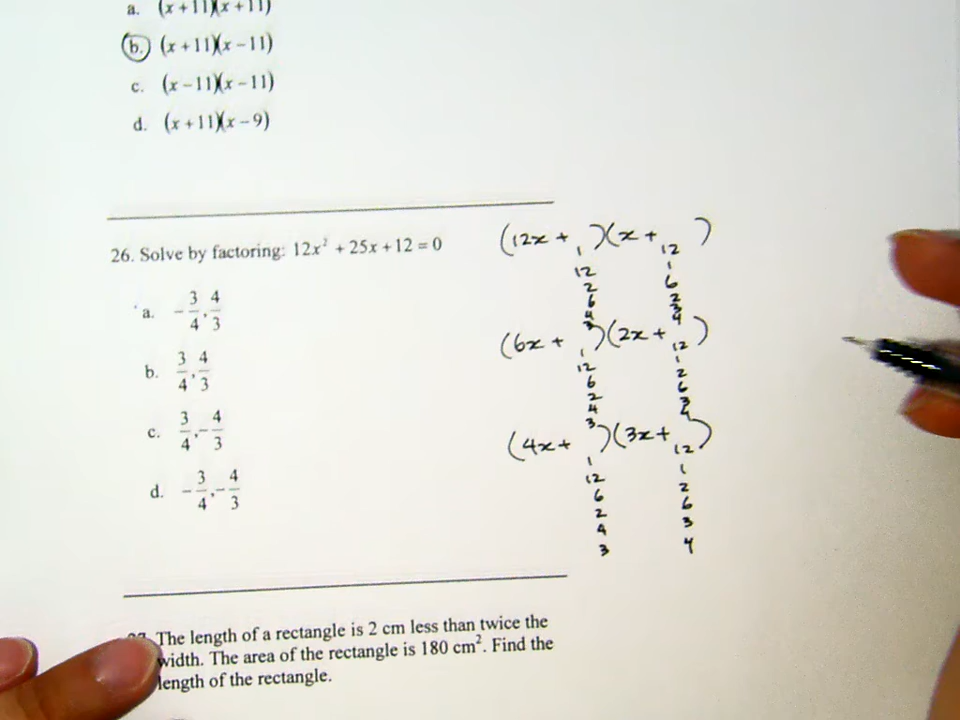 a. (x+11)(x+11)
b. (x+11)(x−11)
c. (x−11)(x−11)
d. (x+11)(x−9)
26. Solve by factoring: 12x² + 25x + 12 = 0
a. −3/4, 4/3
b. 3/4, 4/3
c. 3/4, −4/3
d. −3/4, −4/3
(12x + )(x + )
1 12
12 1
2 6
6 2
4 3
3 4
(6x + )(2x + )
1 12
12 1
6 2
2 6
4 3
3 4
(4x + )(3x + )
1 12
12 1
6 2
2 6
4 3
3 4
The length of a rectangle is 2 cm less than twice the
width. The area of the rectangle is 180 cm². Find the
length of the rectangle.